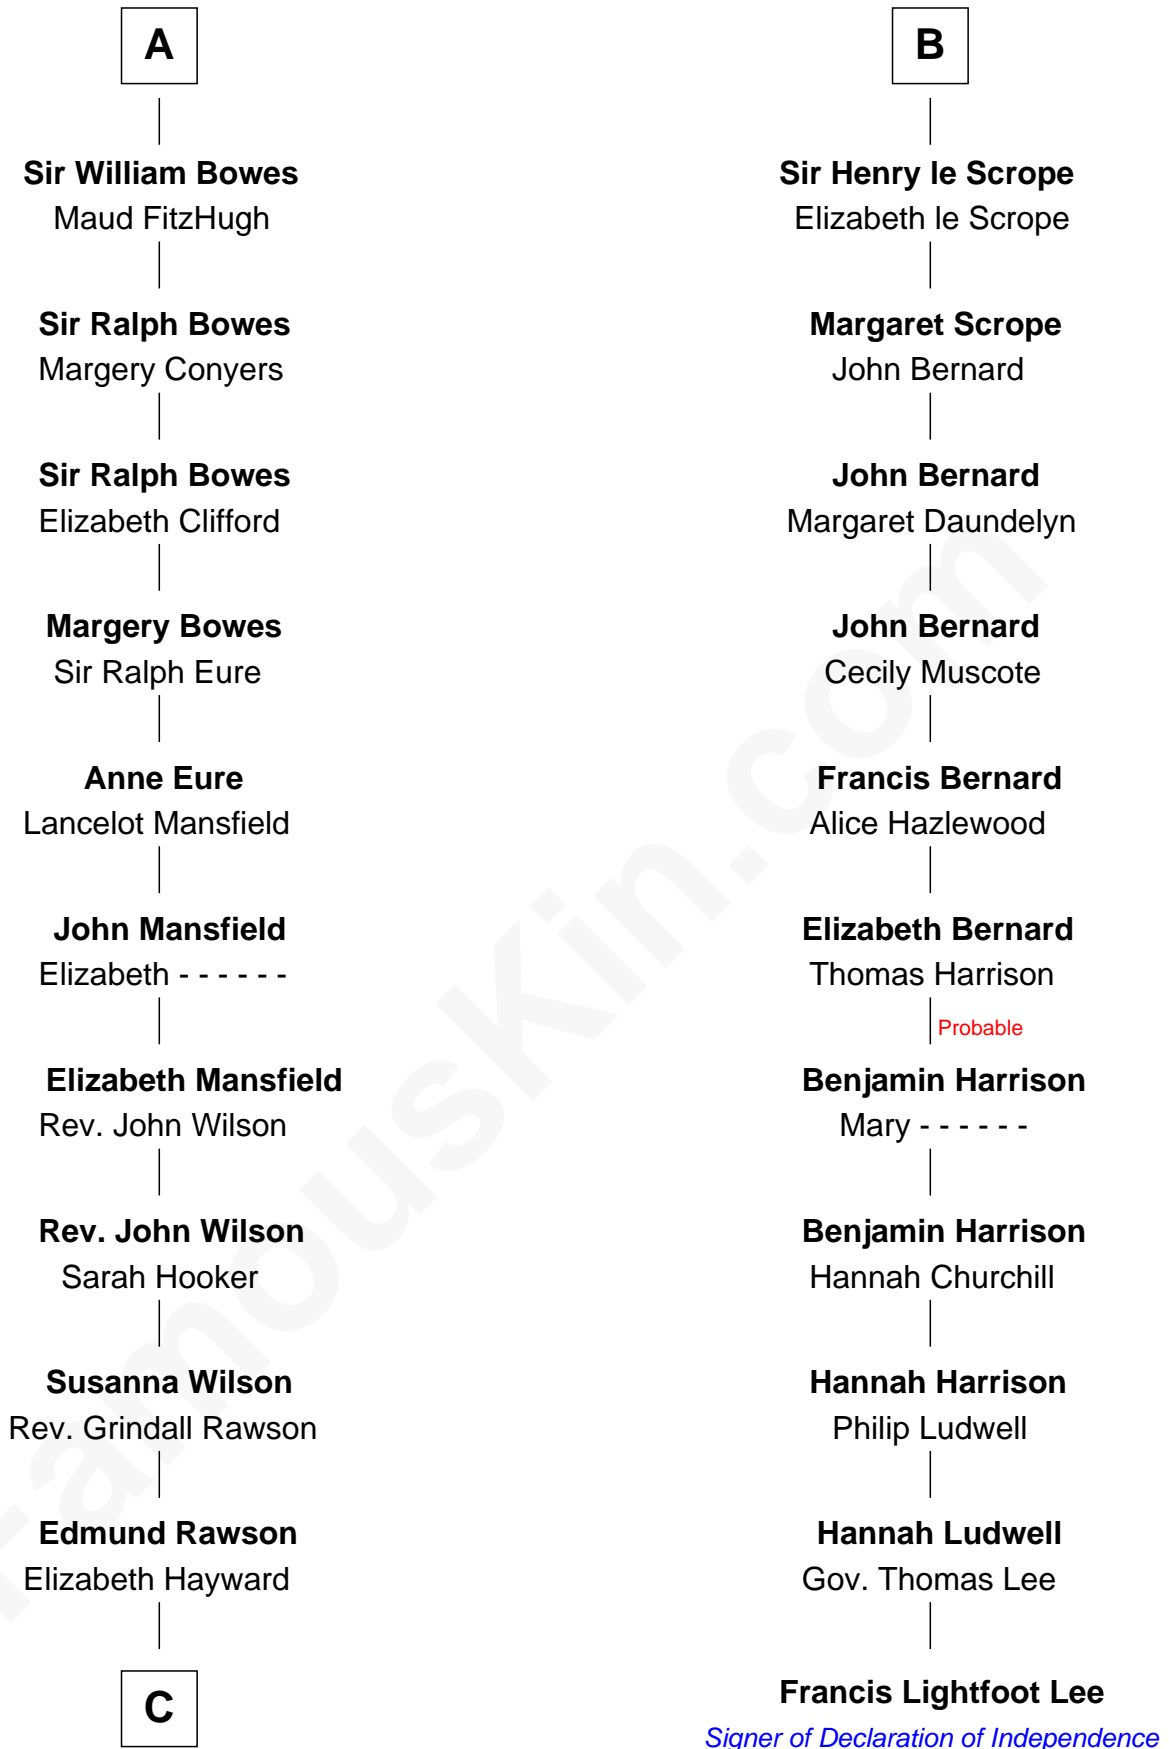 A
Sir William Bowes
Maud FitzHugh
Sir Ralph Bowes
Margery Conyers
Sir Ralph Bowes
Elizabeth Clifford
Margery Bowes
Sir Ralph Eure
Anne Eure
Lancelot Mansfield
John Mansfield
Elizabeth - - - - - -
Elizabeth Mansfield
Rev. John Wilson
Rev. John Wilson
Sarah Hooker
Susanna Wilson
Rev. Grindall Rawson
Edmund Rawson
Elizabeth Hayward
C
B
Sir Henry le Scrope
Elizabeth le Scrope
Margaret Scrope
John Bernard
John Bernard
Margaret Daundelyn
John Bernard
Cecily Muscote
Francis Bernard
Alice Hazlewood
Elizabeth Bernard
Thomas Harrison
Probable
Benjamin Harrison
Mary - - - - - -
Benjamin Harrison
Hannah Churchill
Hannah Harrison
Philip Ludwell
Hannah Ludwell
Gov. Thomas Lee
Francis Lightfoot Lee
Signer of Declaration of Independence
FamousKin.com